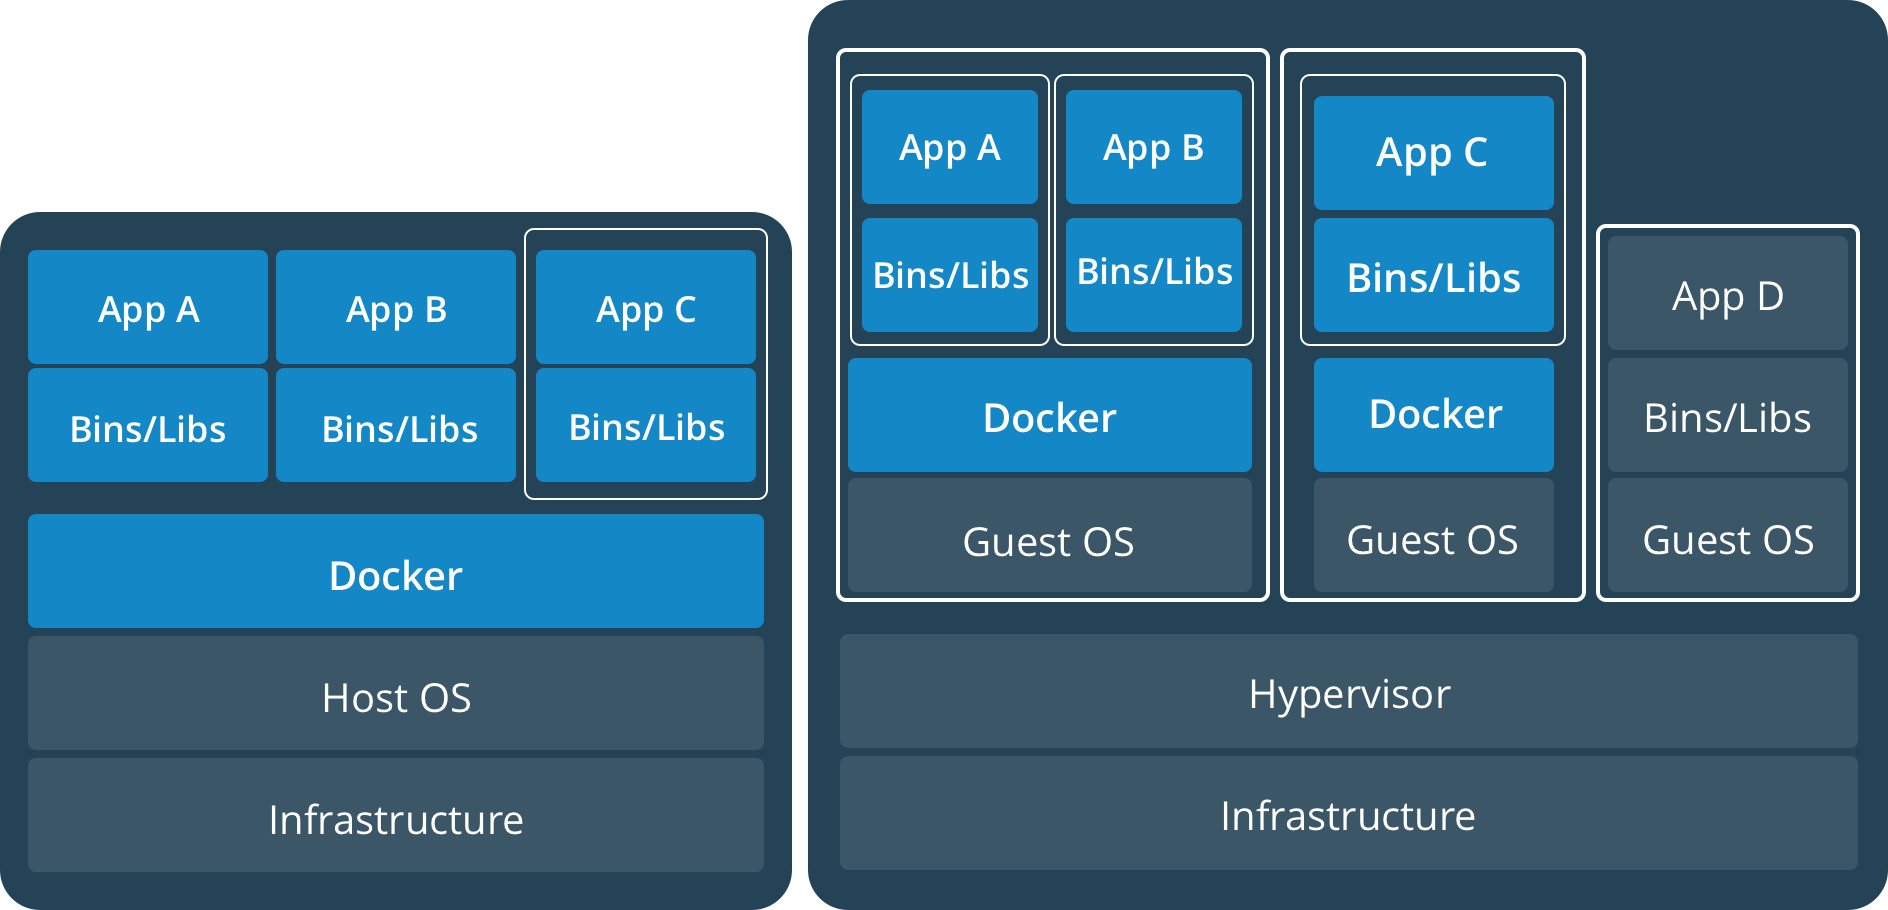 App A
App B
App C
Bins/Libs
Bins/Libs
Bins/Libs
Docker
Host OS
Infrastructure
App A
App B
Bins/Libs
Bins/Libs
Docker
Guest OS
App C
Bins/Libs
Docker
Guest OS
App D
Bins/Libs
Guest OS
Hypervisor
Infrastructure